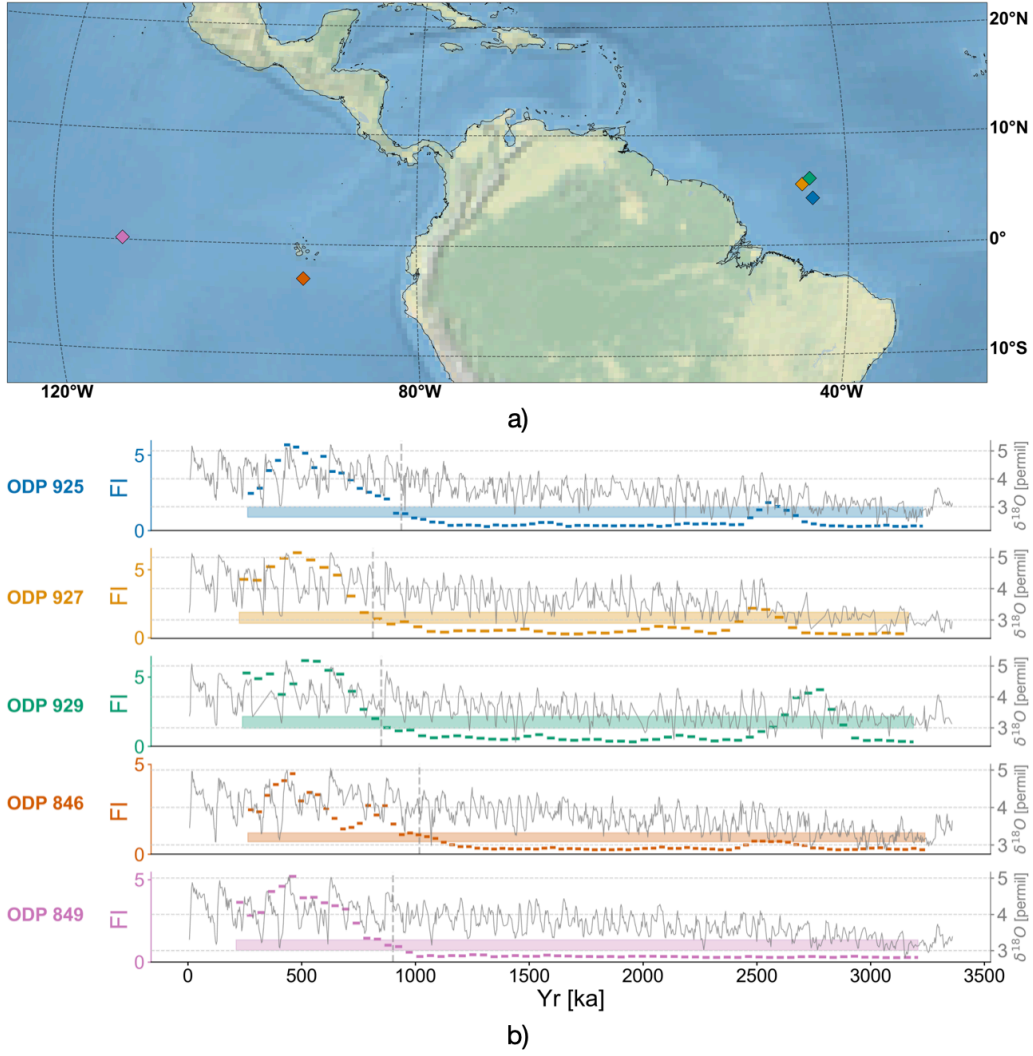 20°N
10°N
0°
10°S
120°W 80°W 40°W
a)
ODP 925 FI 5 0 5 4 3 δ¹⁸O [permil]
ODP 927 FI 5 0 5 4 3 δ¹⁸O [permil]
ODP 929 FI 5 0 5 4 3 δ¹⁸O [permil]
ODP 846 FI 5 0 5 4 3 δ¹⁸O [permil]
ODP 849 FI 5 0 5 4 3 δ¹⁸O [permil]
0 500 1000 1500 2000 2500 3000 3500
Yr [ka]
b)